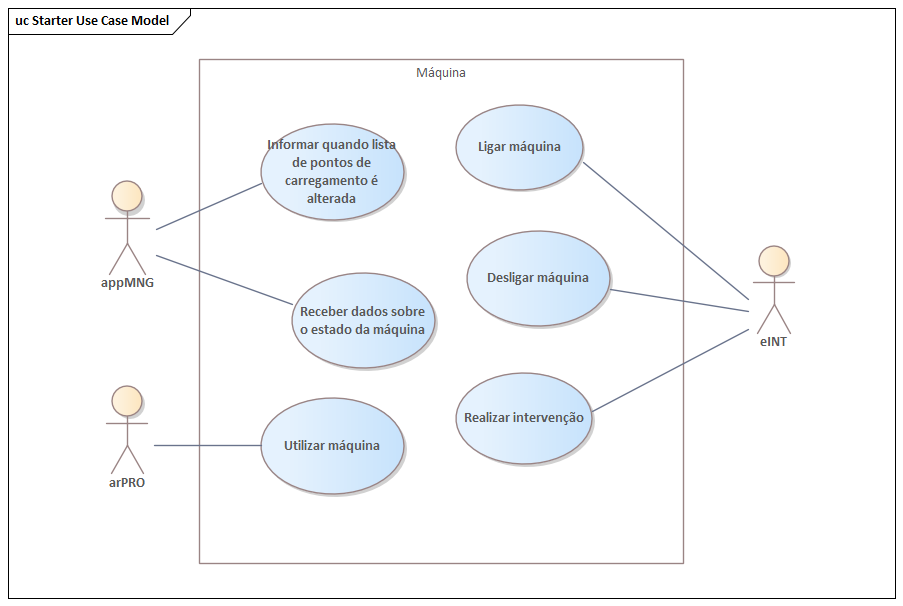 uc Starter Use Case Model
Máquina
Informar quando lista
de pontos de
carregamento é
alterada
Ligar máquina
appMNG
Desligar máquina
eINT
Receber dados sobre
o estado da máquina
arPRO
Utilizar máquina
Realizar intervenção